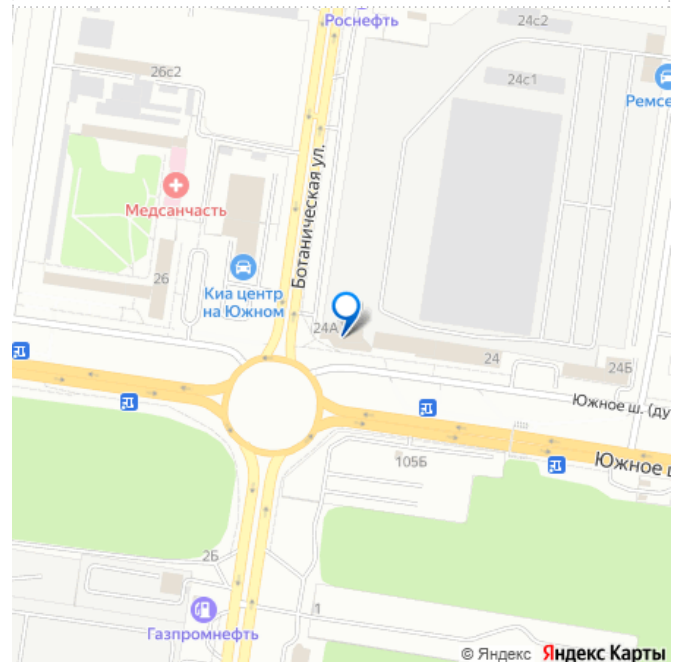 Роснефть
24с2
26с2
24с1
Ремсе
Ботаническая ул.
Медсанчасть
26
Киа центр
на Южном
24А
24
24Б
Южное ш. (ду
105Б
Южное ш
2Б
1
Газпромнефть
© Яндекс Яндекс Карты